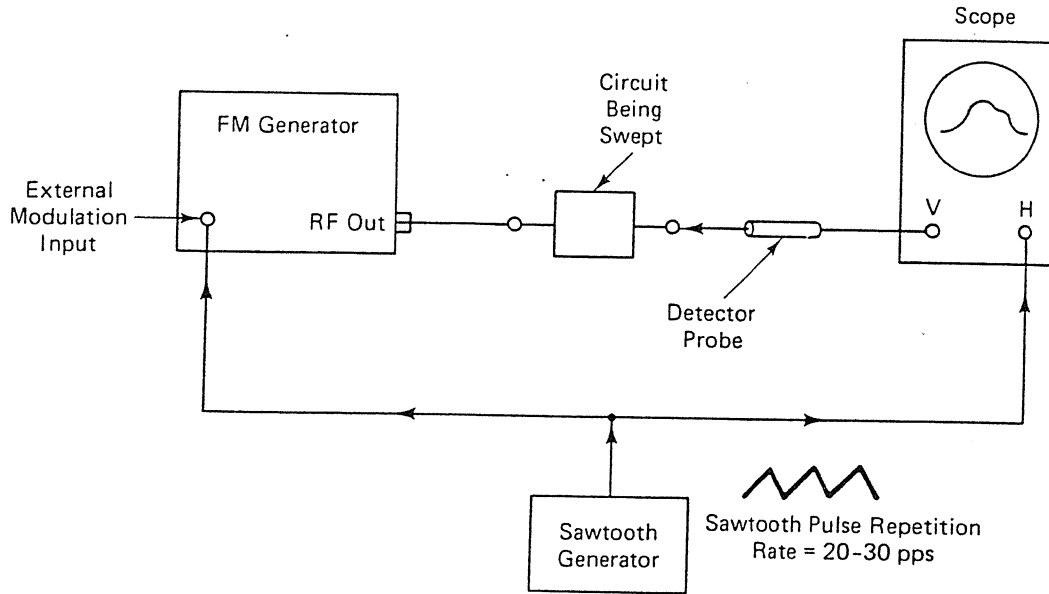 Scope
Circuit
Being
Swept
FM Generator
External
Modulation
Input
RF Out
V
H
Detector
Probe
Sawtooth
Generator
Sawtooth Pulse Repetition
Rate = 20-30 pps